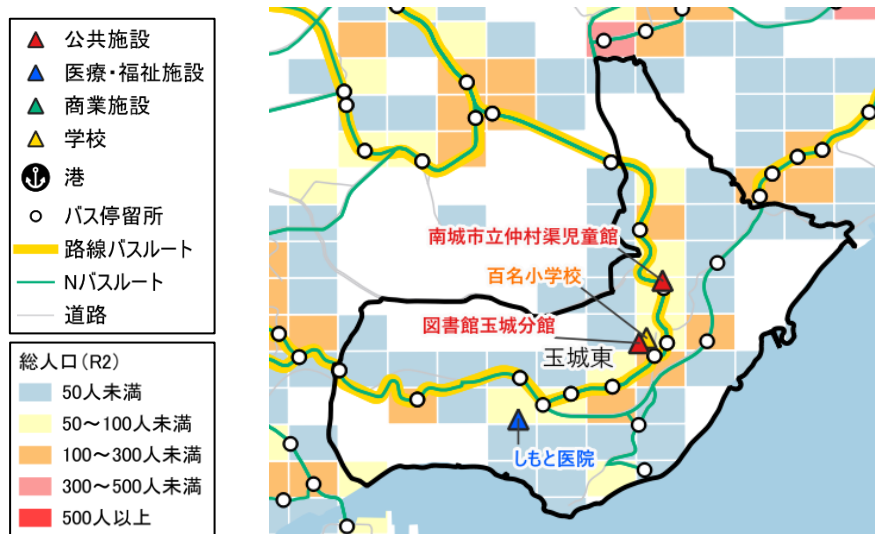 公共施設
医療・福祉施設
商業施設
学校
港
バス停留所
路線バスルート
Nバスルート
道路
総人口(R2)
50人未満
50～100人未満
100～300人未満
300～500人未満
500人以上
南城市立仲村渠児童館
百名小学校
図書館玉城分館
玉城東
しもと医院